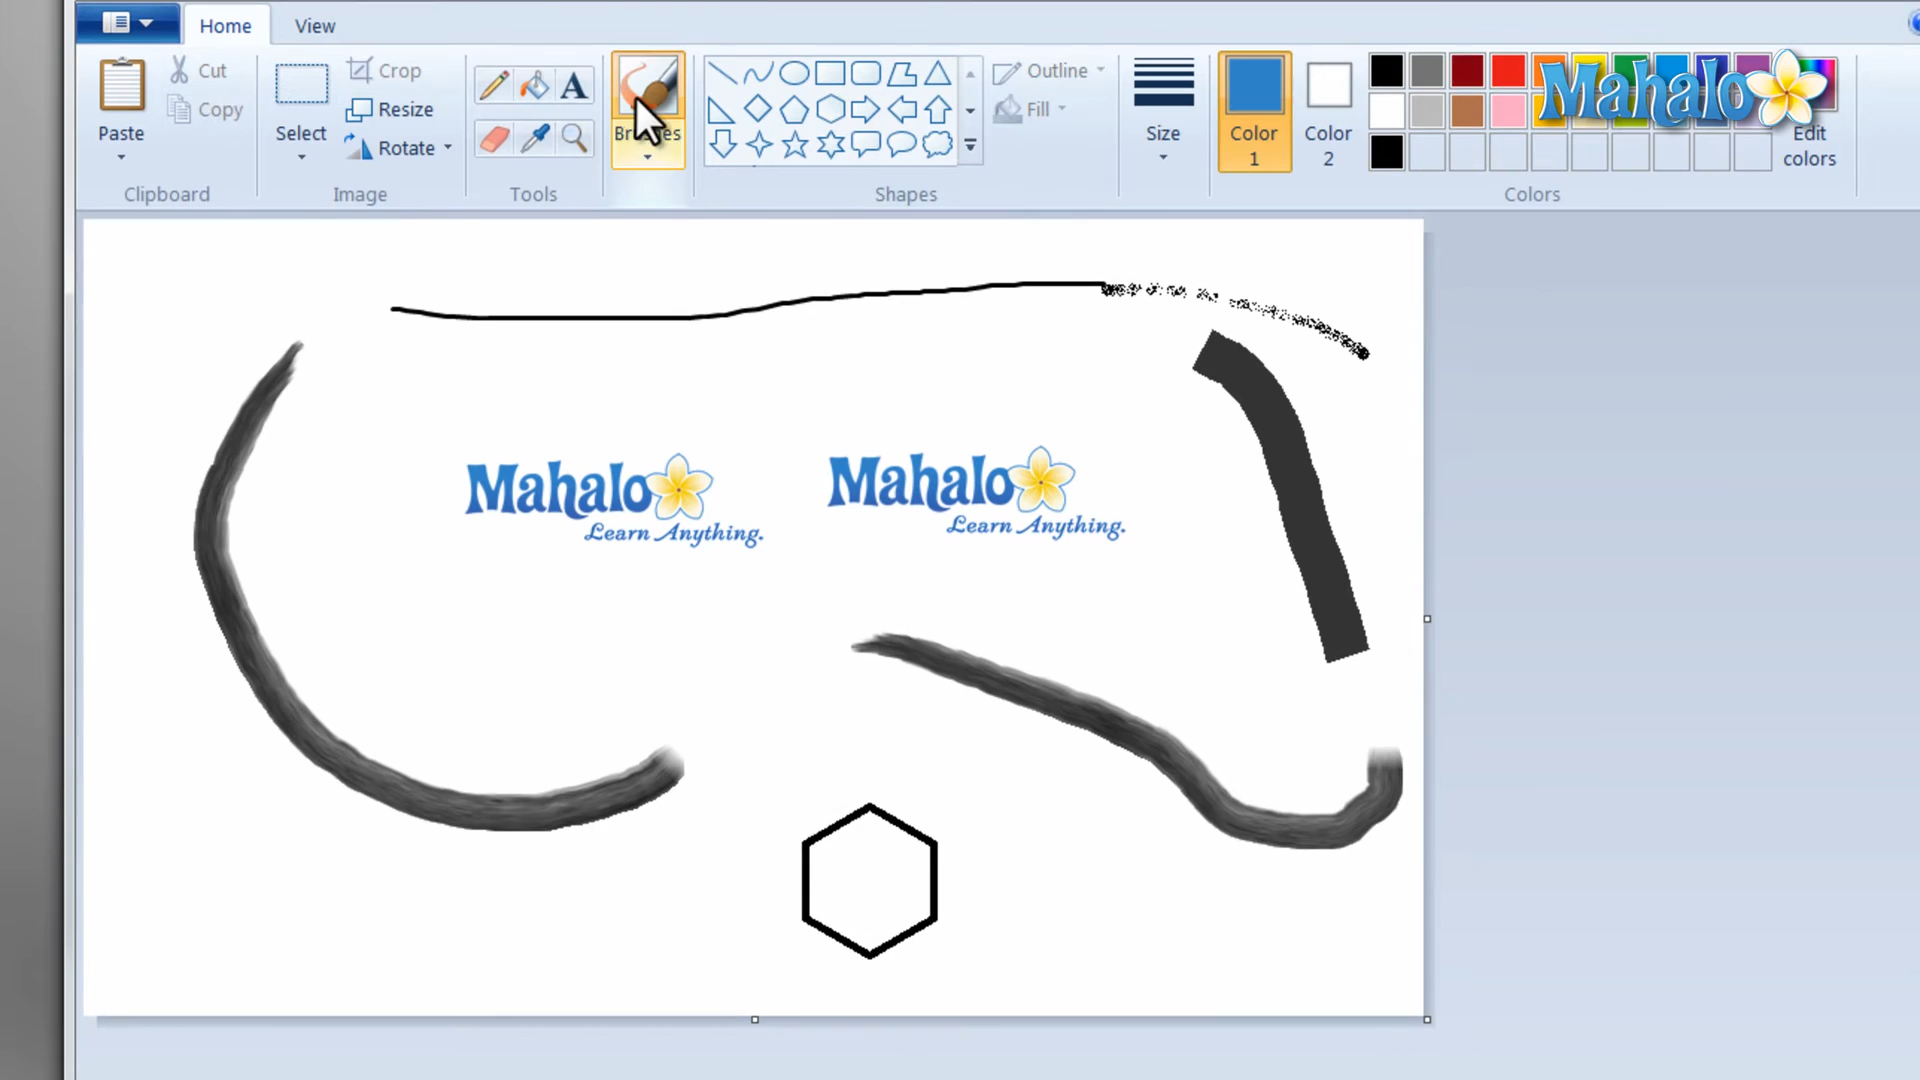 Home View
Cut
Crop
Outline
Copy
Resize
Fill
Paste
Select
Rotate
Brushes
Size
Color 1
Color 2
Edit colors
Clipboard Image Tools Shapes Colors
Mahalo
Mahalo
Learn Anything.
Mahalo
Learn Anything.